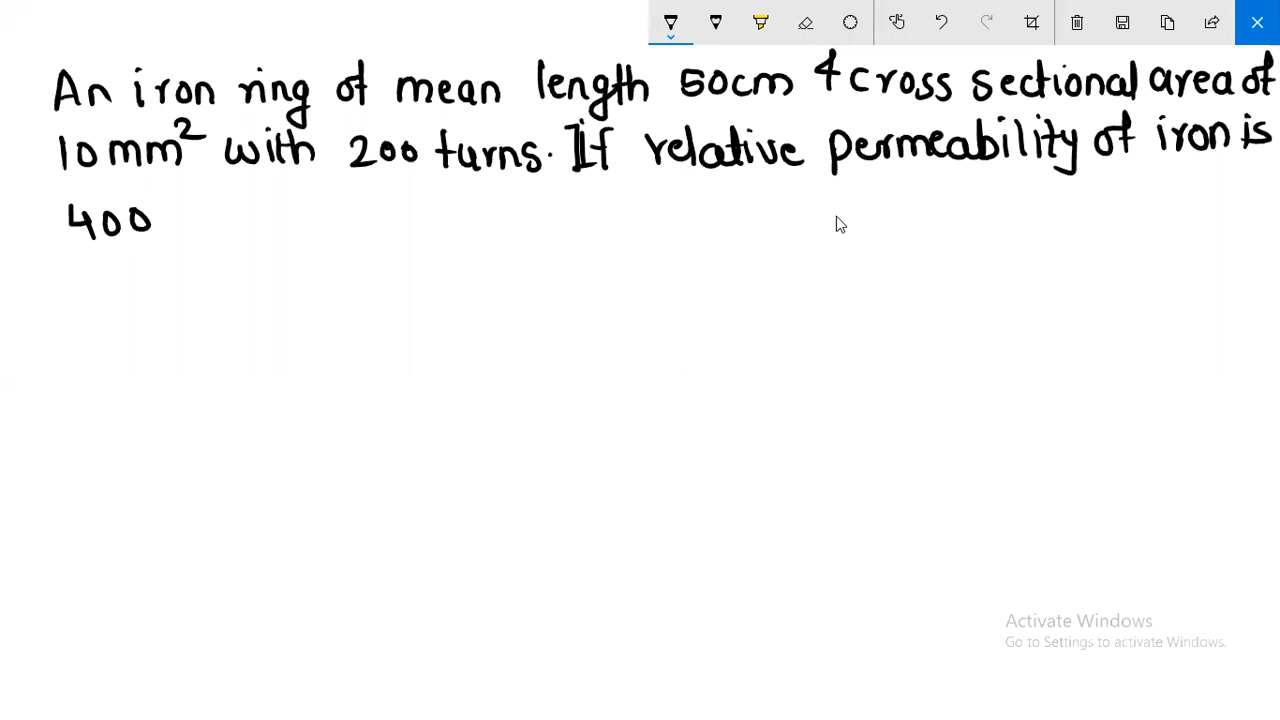 An iron ring of mean length 50cm & cross sectional area of
10mm² with 200 turns. If relative permeability of iron is
400
Activate Windows
Go to Settings to activate Windows.